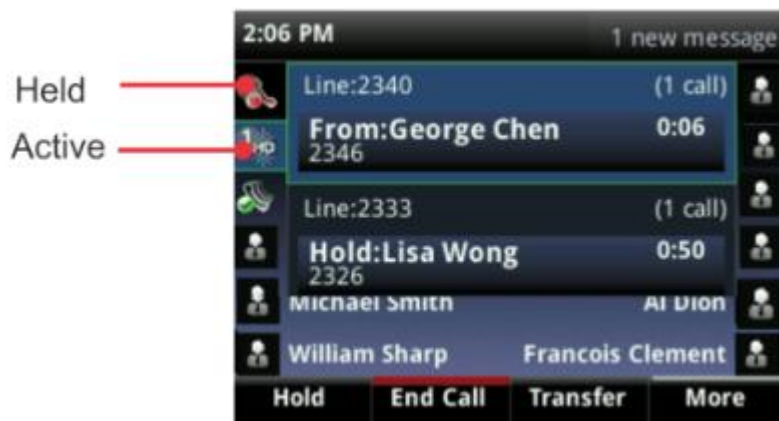 2:06 PM 1 new message
Held
Line:2340 (1 call)
From:George Chen 0:06
2346
Active
1 HD
Line:2333 (1 call)
Hold:Lisa Wong 0:50
2326
Michael Smith Al Dion
William Sharp Francois Clement
Hold End Call Transfer More